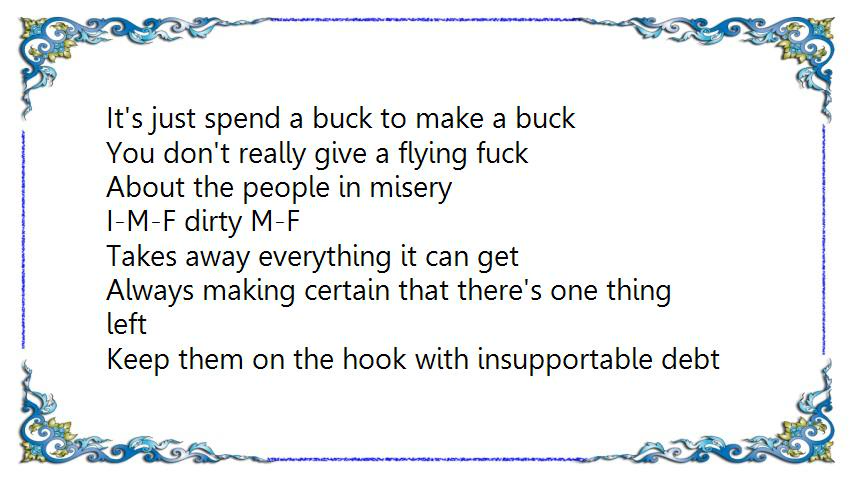 It's just spend a buck to make a buck
You don't really give a flying fuck
About the people in misery
I-M-F dirty M-F
Takes away everything it can get
Always making certain that there's one thing
left
Keep them on the hook with insupportable debt